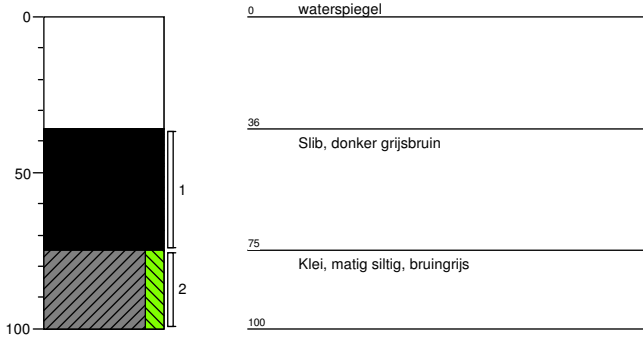 0
50
100
1
2
0 waterspiegel
36
Slib, donker grijsbruin
75
Klei, matig siltig, bruingrijs
100